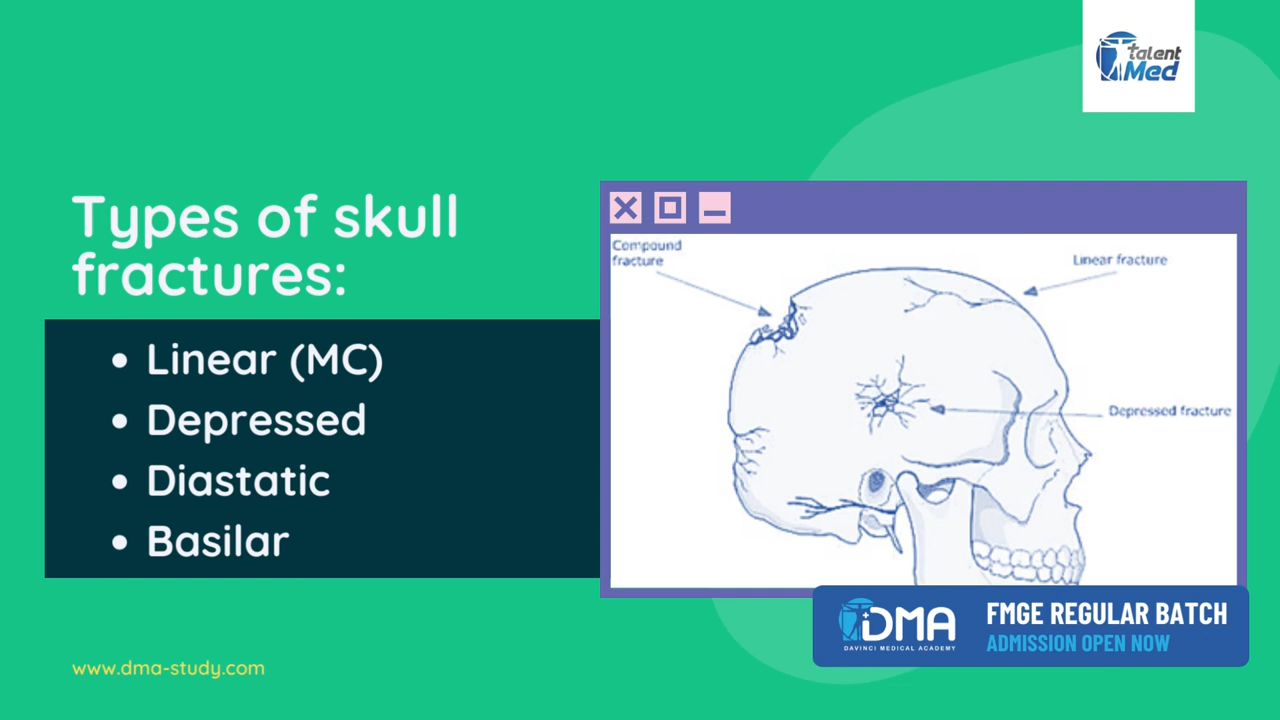 talent
Med
Types of skull
fractures:
• Linear (MC)
• Depressed
• Diastatic
• Basilar
Compound
fracture
Linear fracture
Depressed fracture
DMA
DAVINCI MEDICAL ACADEMY
FMGE REGULAR BATCH
ADMISSION OPEN NOW
www.dma-study.com